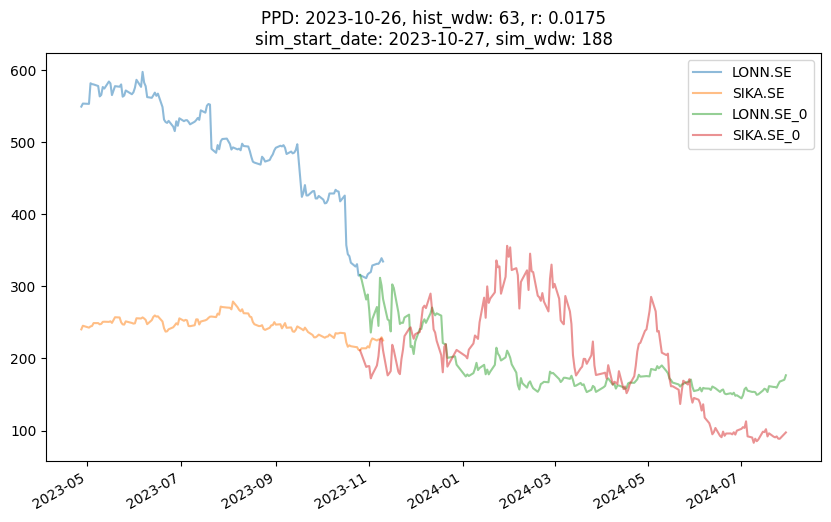 PPD: 2023-10-26, hist_wdw: 63, r: 0.0175
sim_start_date: 2023-10-27, sim_wdw: 188
LONN.SE
SIKA.SE
LONN.SE_0
SIKA.SE_0
600
500
400
300
200
100
2023-05
2023-07
2023-09
2023-11
2024-01
2024-03
2024-05
2024-07